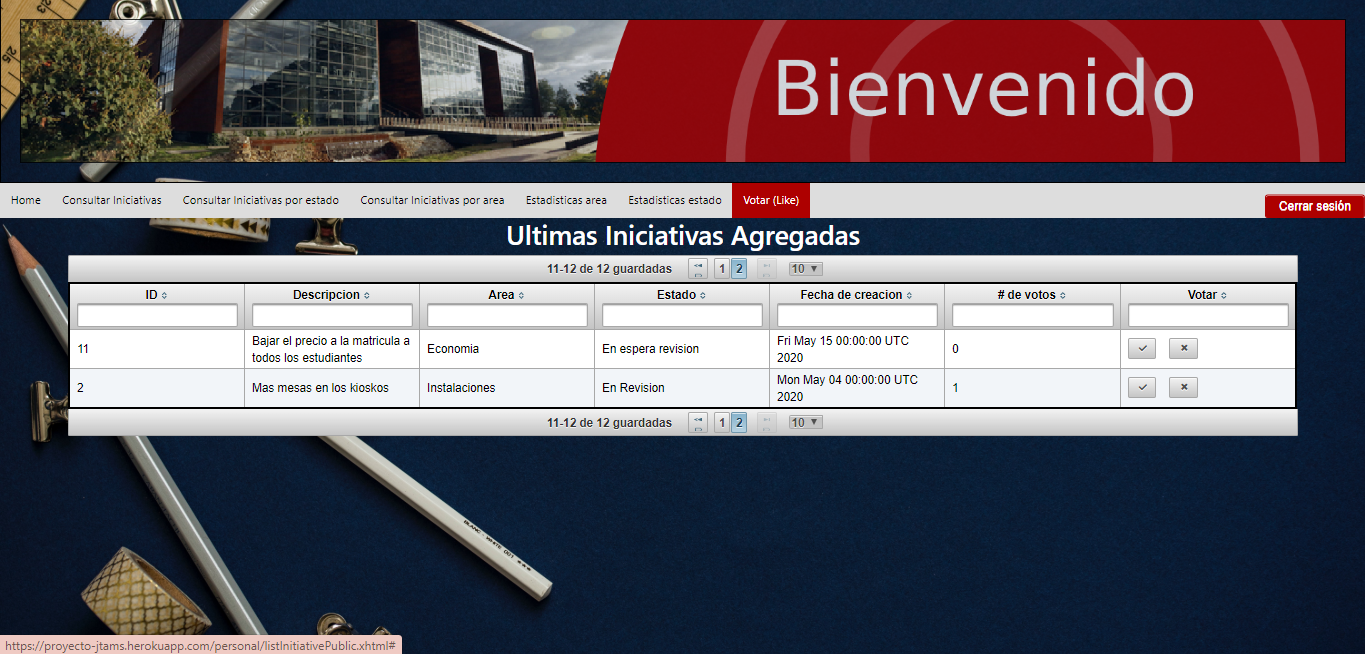 Bienvenido
Home Consultar Iniciativas Consultar Iniciativas por estado Consultar Iniciativas por area Estadisticas area Estadisticas estado Votar (Like) Cerrar sesión
Ultimas Iniciativas Agregadas
11-12 de 12 guardadas 1 2 10
ID Descripcion Area Estado Fecha de creacion # de votos Votar
11 Bajar el precio a la matricula a todos los estudiantes Economia En espera revision Fri May 15 00:00:00 UTC 2020 0
2 Mas mesas en los kioskos Instalaciones En Revision Mon May 04 00:00:00 UTC 2020 1
11-12 de 12 guardadas 1 2 10
BLANC - WHITE 001
https://proyecto-jtams.herokuapp.com/personal/listInitiativePublic.xhtml#